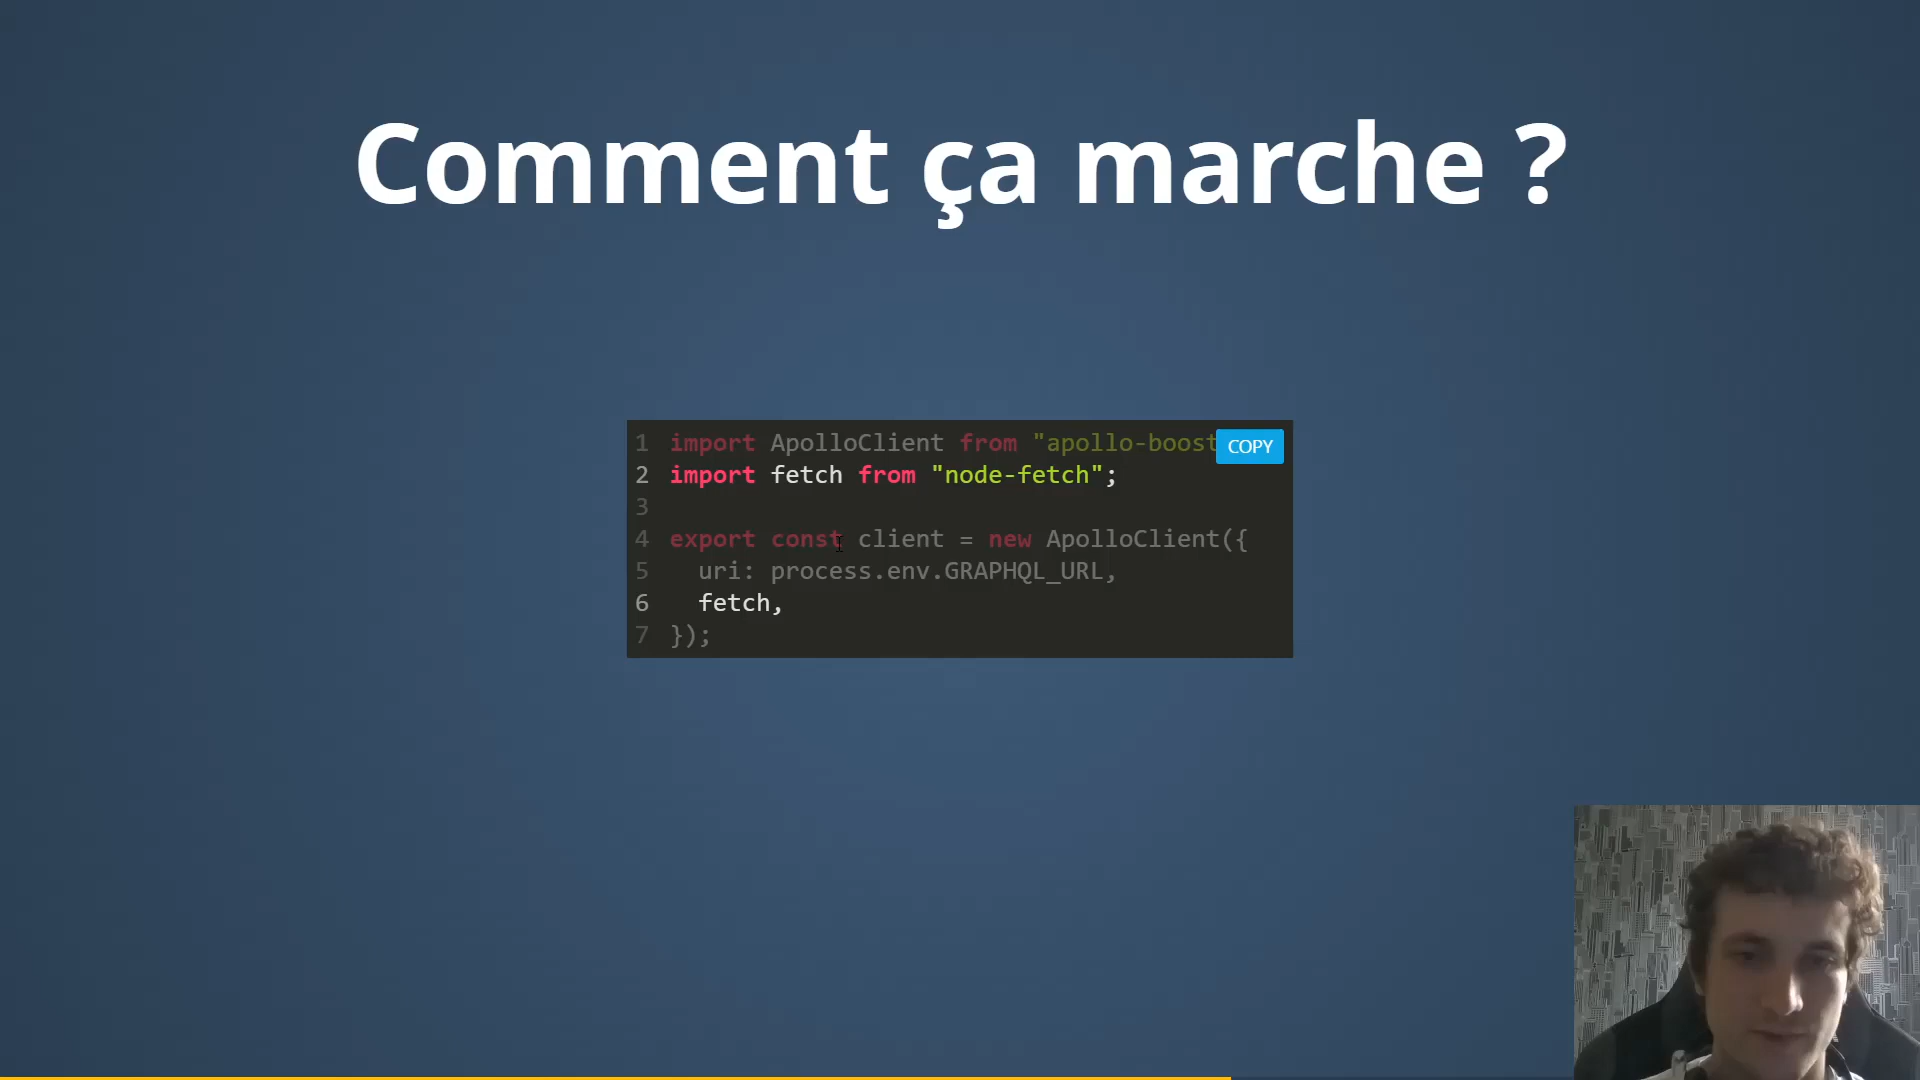 Comment ça marche ?
1 import ApolloClient from "apollo-boost
COPY
2 import fetch from "node-fetch";
3
4 export const client = new ApolloClient({
5 uri: process.env.GRAPHQL_URL,
6 fetch,
7 });